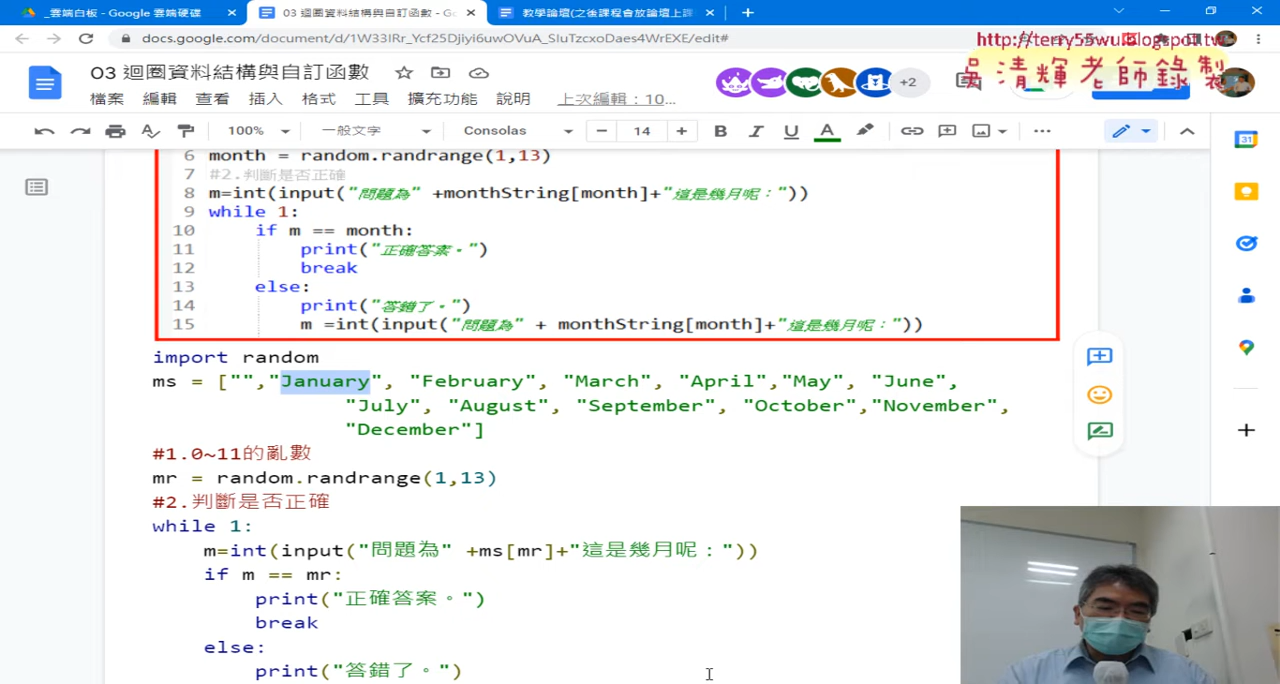 _雲端白板 - Google 雲端硬碟
03 迴圈資料結構與自訂函數 - Go
教學論壇(之後課程會放論壇上課
docs.google.com/document/d/1W33IRr_Ycf25Djiyi6uwOVuA_SIuTzcxoDaes4WrEXE/edit#
http://terry55wu.blogspot.tw
吳清輝老師錄製
03 迴圈資料結構與自訂函數
+2
檔案 編輯 查看 插入 格式 工具 擴充功能 說明 上次編輯：10...
100% 一般文字 Consolas 14 B I U A
31
6 month = random.randrange(1,13)
7 #2.判斷是否正確
8 m=int(input("問題為" +monthString[month]+"這是幾月呢："))
9 while 1:
10 if m == month:
11 print("正確答案。")
12 break
13 else:
14 print("答錯了。")
15 m =int(input("問題為" + monthString[month]+"這是幾月呢："))
import random
ms = ["","January", "February", "March", "April","May", "June",
"July", "August", "September", "October","November",
"December"]
#1.0~11的亂數
mr = random.randrange(1,13)
#2.判斷是否正確
while 1:
m=int(input("問題為" +ms[mr]+"這是幾月呢："))
if m == mr:
print("正確答案。")
break
else:
print("答錯了。")